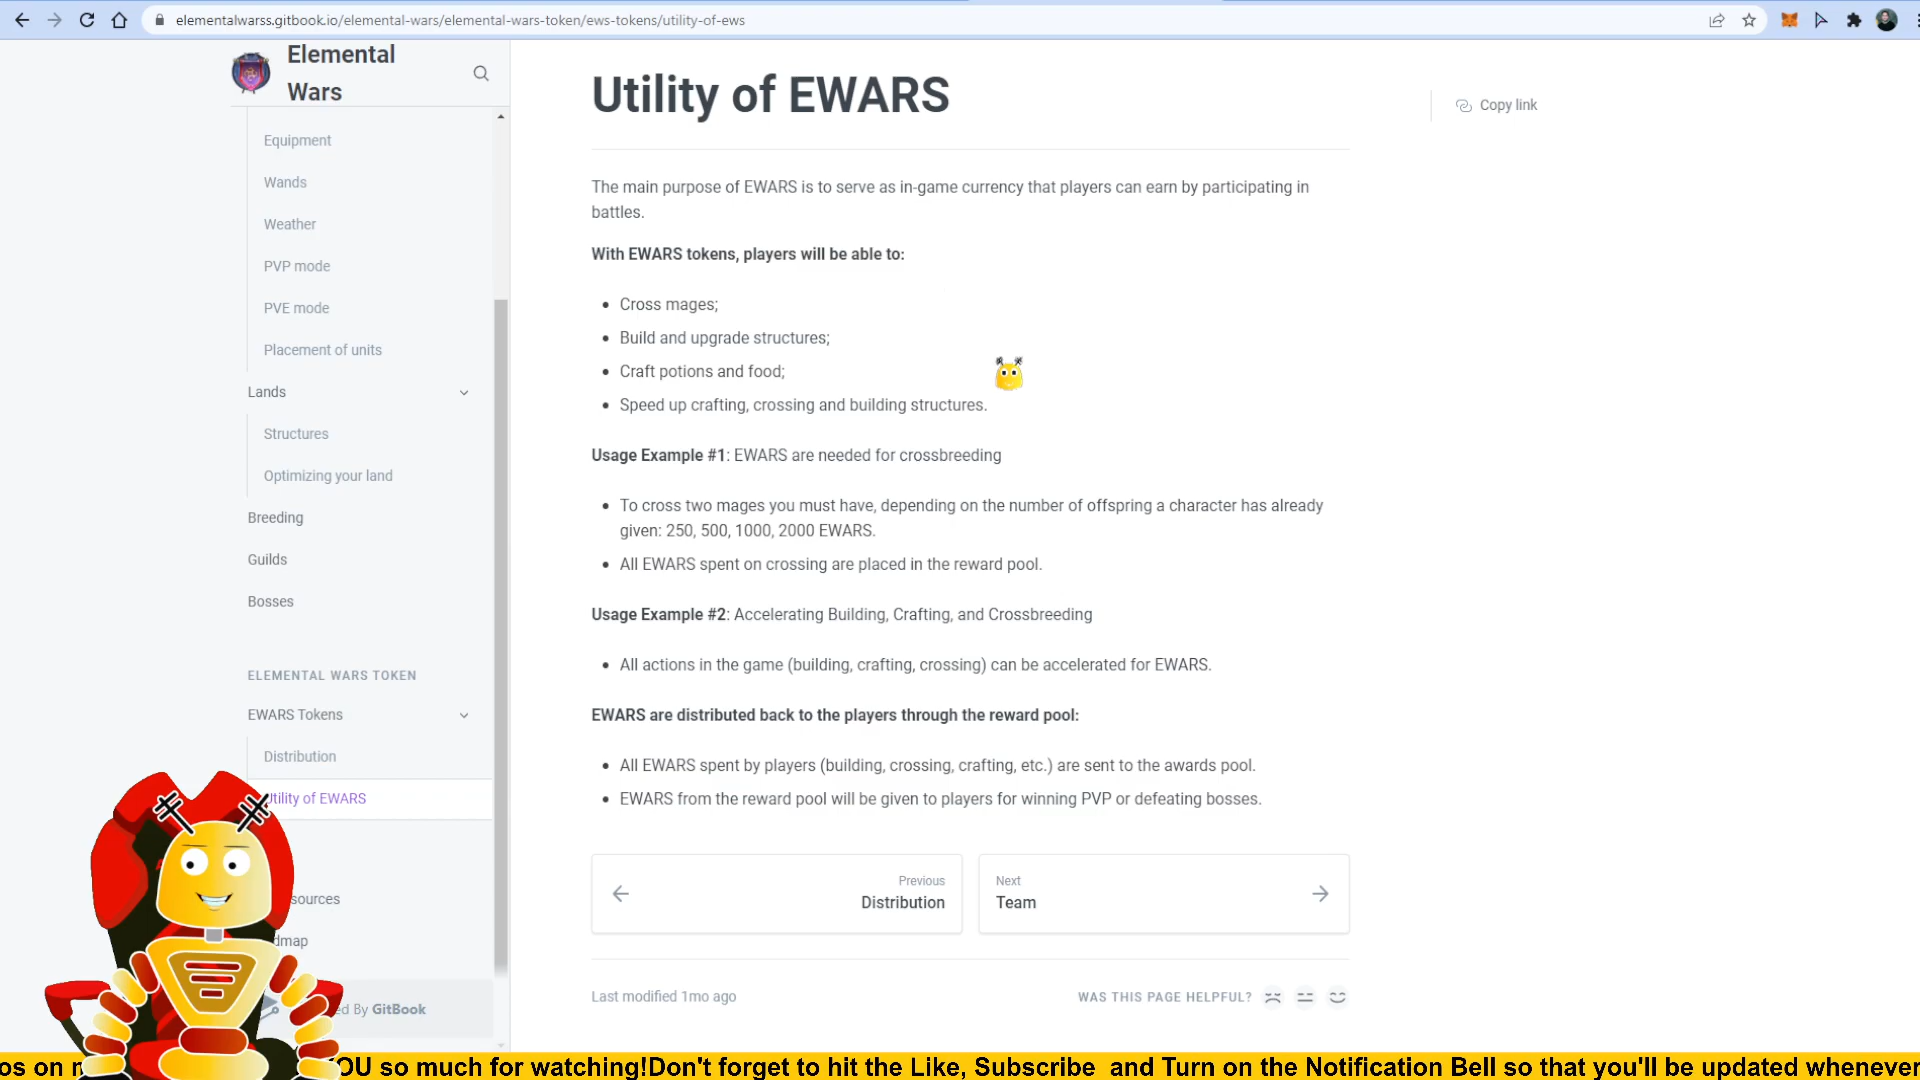 elementalwarss.gitbook.io/elemental-wars/elemental-wars-token/ews-tokens/utility-of-ews
Elemental
Wars
Equipment
Wands
Weather
PVP mode
PVE mode
Placement of units
Lands
Structures
Optimizing your land
Breeding
Guilds
Bosses
ELEMENTAL WARS TOKEN
EWARS Tokens
Distribution
Utility of EWARS
sources
dmap
ed By GitBook
Utility of EWARS
Copy link
The main purpose of EWARS is to serve as in-game currency that players can earn by participating in
battles.
With EWARS tokens, players will be able to:
• Cross mages;
• Build and upgrade structures;
• Craft potions and food;
• Speed up crafting, crossing and building structures.
Usage Example #1: EWARS are needed for crossbreeding
• To cross two mages you must have, depending on the number of offspring a character has already
given: 250, 500, 1000, 2000 EWARS.
• All EWARS spent on crossing are placed in the reward pool.
Usage Example #2: Accelerating Building, Crafting, and Crossbreeding
• All actions in the game (building, crafting, crossing) can be accelerated for EWARS.
EWARS are distributed back to the players through the reward pool:
• All EWARS spent by players (building, crossing, crafting, etc.) are sent to the awards pool.
• EWARS from the reward pool will be given to players for winning PVP or defeating bosses.
Previous
Distribution
Next
Team
Last modified 1mo ago
WAS THIS PAGE HELPFUL?
os on YOU so much for watching!Don't forget to hit the Like, Subscribe and Turn on the Notification Bell so that you'll be updated whenever